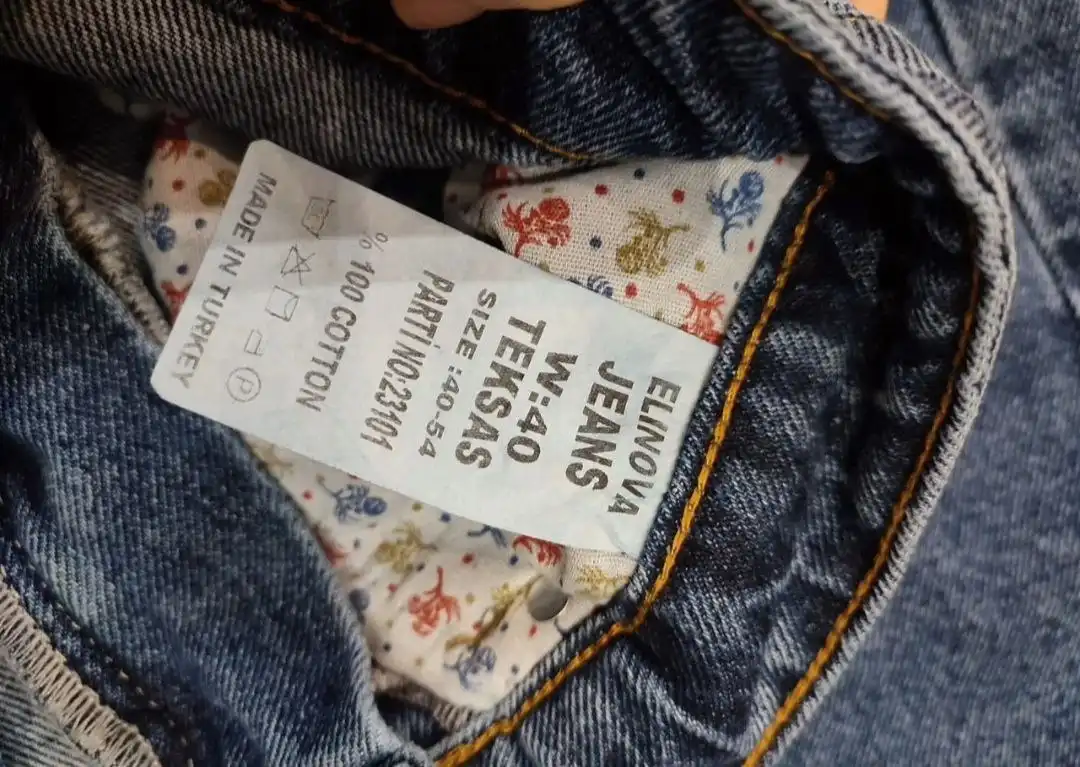 ELINOVA
JEANS
W:40
TEKSAS
SIZE :40-54
PARTİ NO:23101
% 100 COTTON
P
MADE IN TURKEY